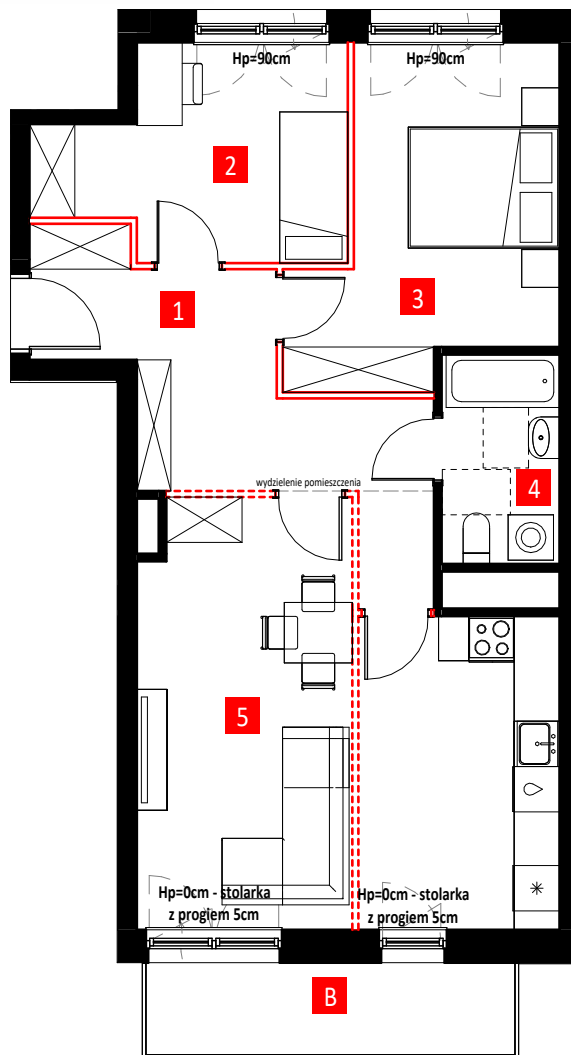 Hp=90cm
Hp=90cm
2
3
1
wydzielenie pomieszczenia
4
5
Hp=0cm - stolarka
z progiem 5cm
Hp=0cm - stolarka
z progiem 5cm
B